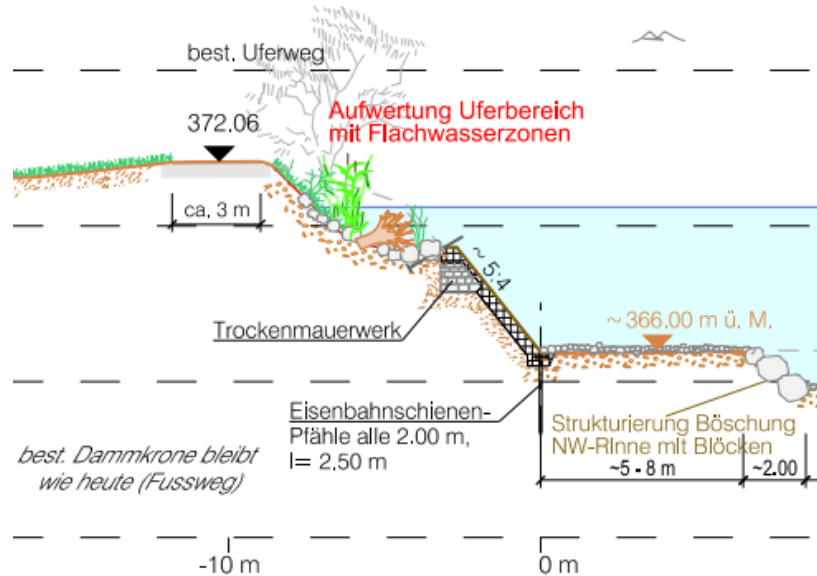 best. Uferweg
Aufwertung Uferbereich
mit Flachwasserzonen
372.06
ca. 3 m
~ 5:4
Trockenmauerwerk
~ 366.00 m ü. M.
Eisenbahnschienen-
Pfähle alle 2.00 m,
l= 2.50 m
Strukturierung Böschung
NW-RInne mIt Blöcken
best. Dammkrone bleibt
wie heute (Fussweg)
~5 - 8 m
~2.00
-10 m
0 m